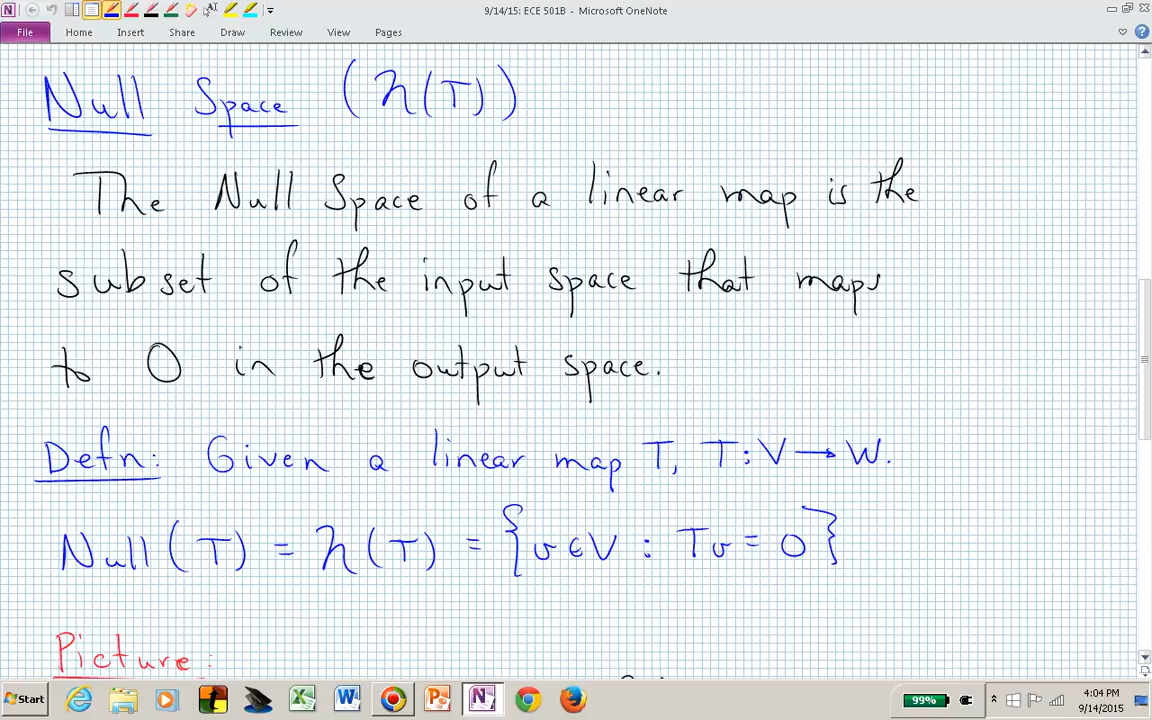 9/14/15: ECE 501B - Microsoft OneNote
File Home Insert Share Draw Review View Pages
Null Space (η(T))
The Null Space of a linear map is the
subset of the input space that maps
to 0 in the output space.
Defn: Given a linear map T, T: V → W.
Null (T) = η(T) = {v ∈ V : Tv = 0}
Picture:
Start
99%
4:04 PM
9/14/2015